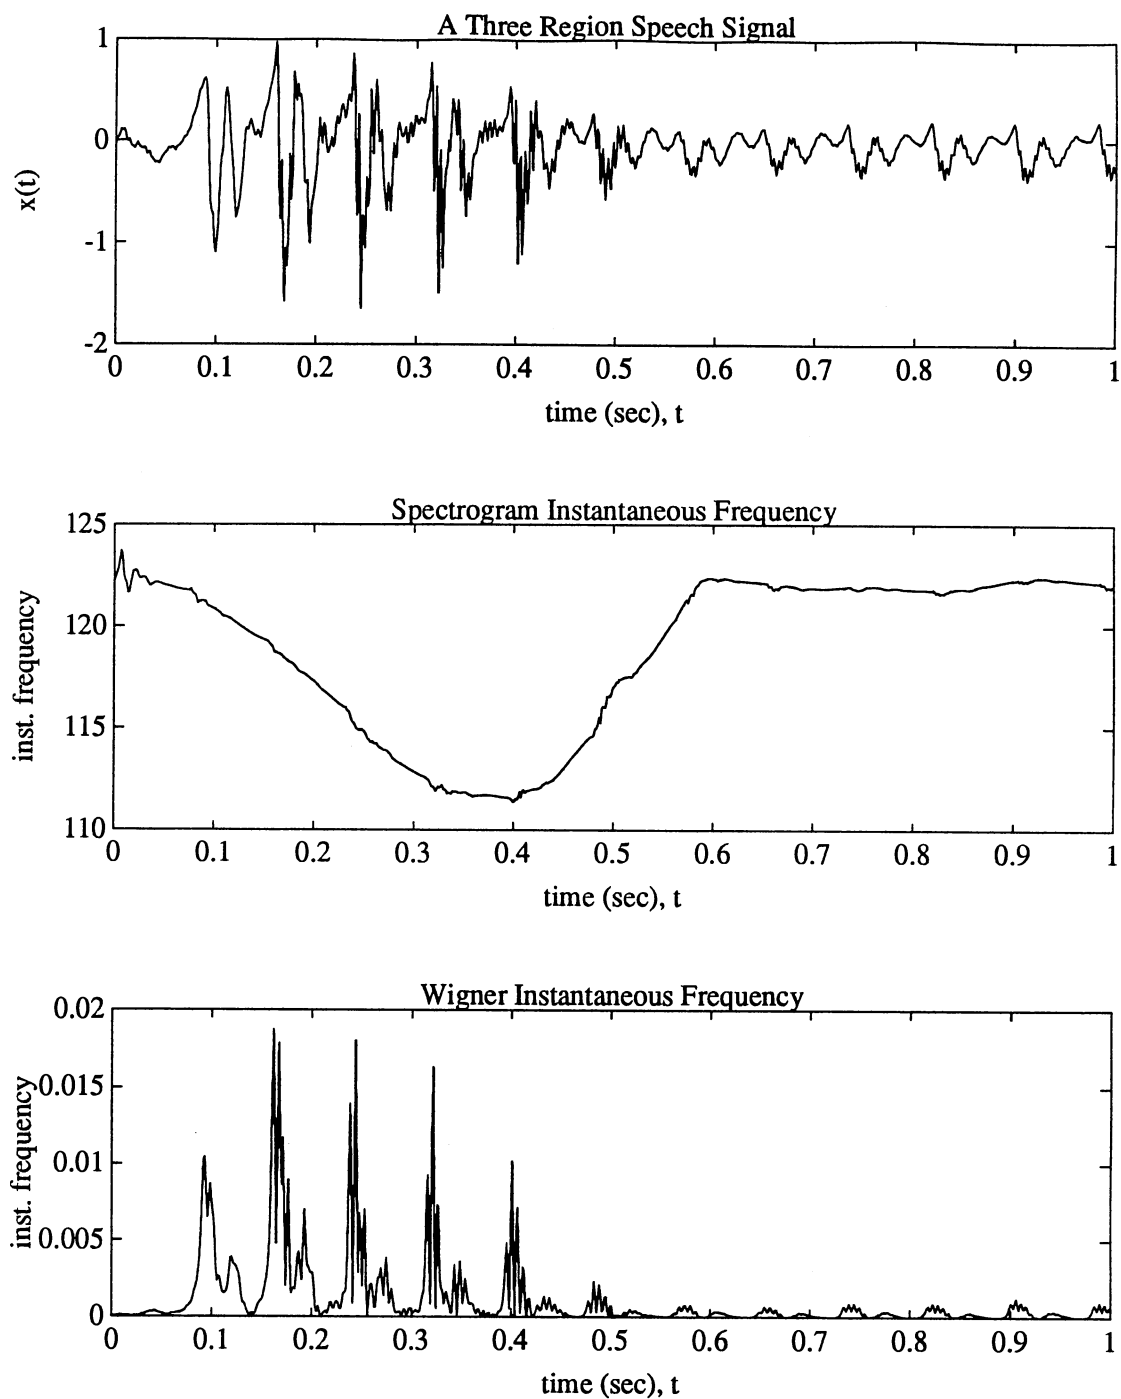 A Three Region Speech Signal
1
0
-1
-2
x(t)
0 0.1 0.2 0.3 0.4 0.5 0.6 0.7 0.8 0.9 1
time (sec), t
Spectrogram Instantaneous Frequency
125
120
115
110
inst. frequency
0 0.1 0.2 0.3 0.4 0.5 0.6 0.7 0.8 0.9 1
time (sec), t
Wigner Instantaneous Frequency
0.02
0.015
0.01
0.005
0
inst. frequency
0 0.1 0.2 0.3 0.4 0.5 0.6 0.7 0.8 0.9 1
time (sec), t